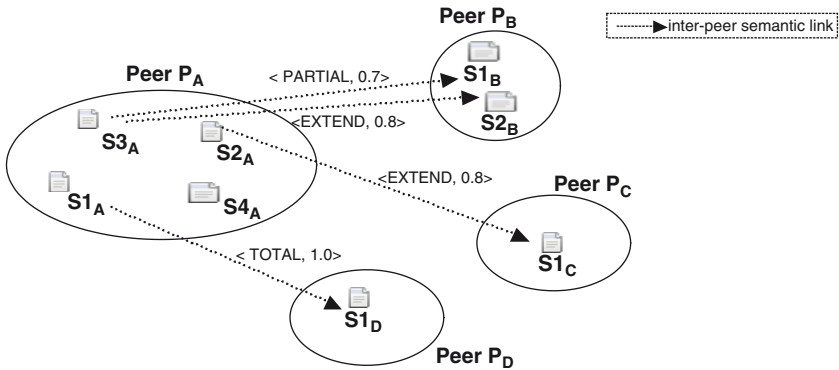 Peer P_B
inter-peer semantic link
Peer P_A
< PARTIAL, 0.7>
S1_B
<EXTEND, 0.8>
S2_B
S3_A
S2_A
<EXTEND, 0.8>
Peer P_C
S1_A
S4_A
< TOTAL, 1.0>
S1_C
S1_D
Peer P_D